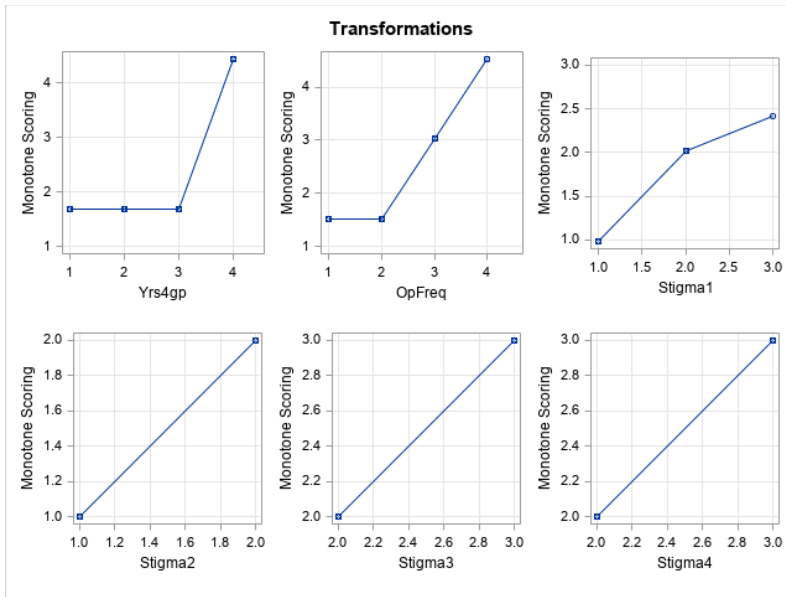 Transformations
Monotone Scoring
4
3
2
1
1 2 3 4
Yrs4gp
Monotone Scoring
4
3
2
1
1 2 3 4
OpFreq
Monotone Scoring
3.0
2.5
2.0
1.5
1.0
1.0 1.5 2.0 2.5 3.0
Stigma1
Monotone Scoring
2.0
1.8
1.6
1.4
1.2
1.0
1.0 1.2 1.4 1.6 1.8 2.0
Stigma2
Monotone Scoring
3.0
2.8
2.6
2.4
2.2
2.0
2.0 2.2 2.4 2.6 2.8 3.0
Stigma3
Monotone Scoring
3.0
2.8
2.6
2.4
2.2
2.0
2.0 2.2 2.4 2.6 2.8 3.0
Stigma4